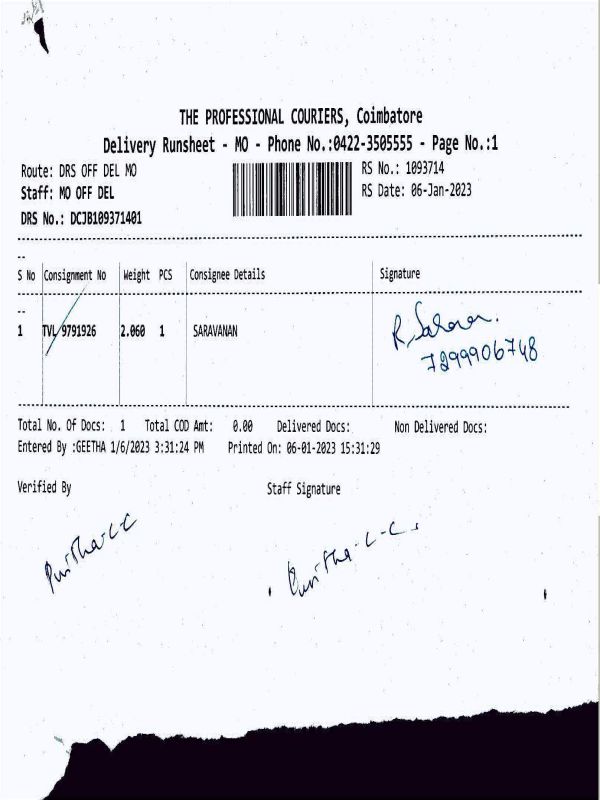 THE PROFESSIONAL COURIERS, Coimbatore
Delivery Runsheet - MO - Phone No.:0422-3505555 - Page No.:1
Route: DRS OFF DEL MO RS No.: 1093714
Staff: MO OFF DEL RS Date: 06-Jan-2023
DRS No.: DCJB109371401
S No Consignment No Weight PCS Consignee Details Signature
1 TVL 9791926 2.060 1 SARAVANAN
7299906748
Total No. Of Docs: 1 Total COD Amt: 0.00 Delivered Docs: Non Delivered Docs:
Entered By :GEETHA 1/6/2023 3:31:24 PM Printed On: 06-01-2023 15:31:29
Verified By Staff Signature